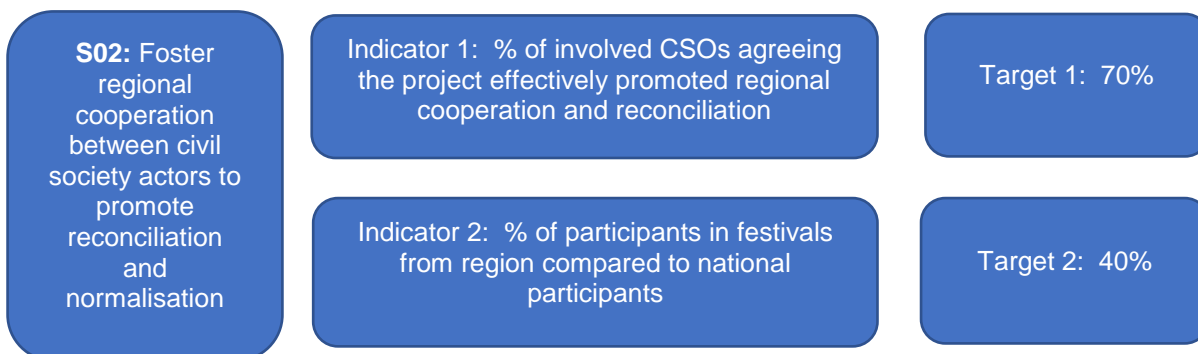 S02: Foster
regional
cooperation
between civil
society actors to
promote
reconciliation
and
normalisation
Indicator 1:  % of involved CSOs agreeing
the project effectively promoted regional
cooperation and reconciliation
Target 1:  70%
Indicator 2:  % of participants in festivals
from region compared to national
participants
Target 2:  40%